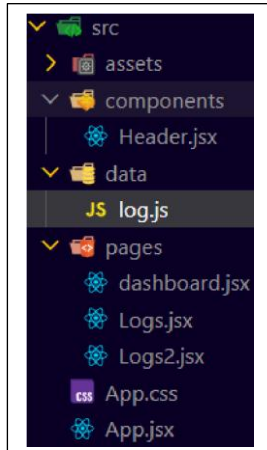 src
assets
components
Header.jsx
data
JS log.js
pages
dashboard.jsx
Logs.jsx
Logs2.jsx
css App.css
App.jsx